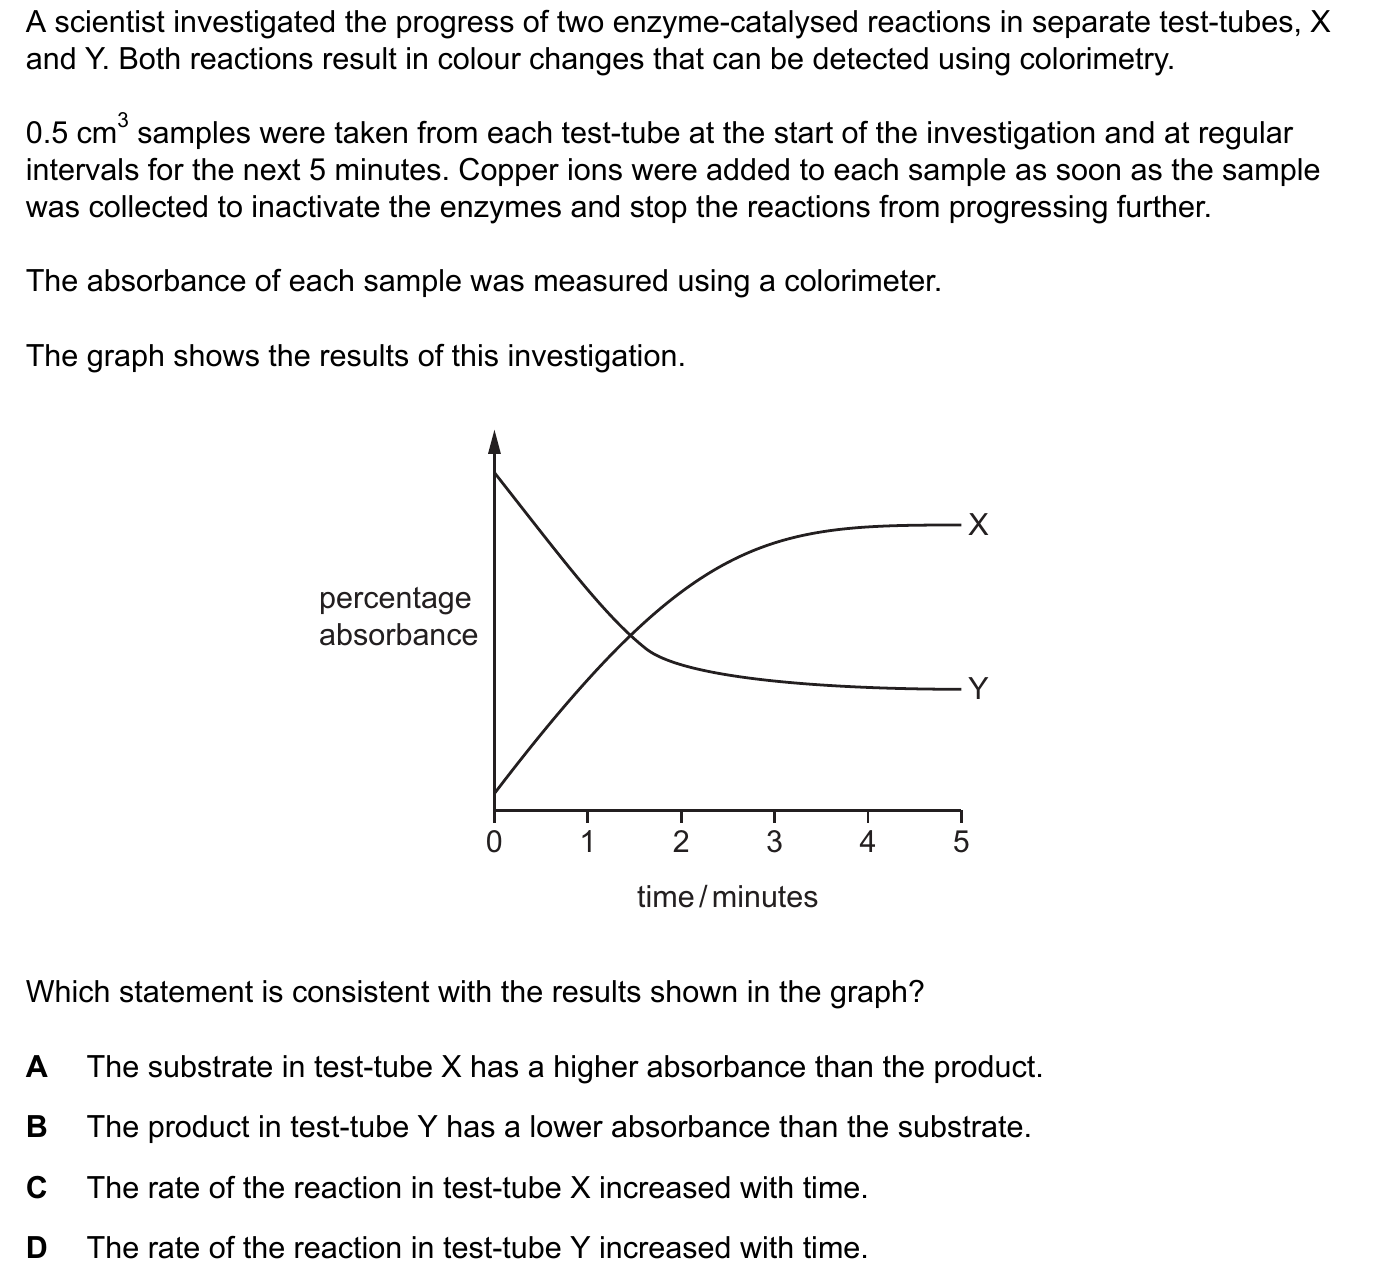 A scientist investigated the progress of two enzyme-catalysed reactions in separate test-tubes, X
and Y. Both reactions result in colour changes that can be detected using colorimetry.
0.5 cm³ samples were taken from each test-tube at the start of the investigation and at regular
intervals for the next 5 minutes. Copper ions were added to each sample as soon as the sample
was collected to inactivate the enzymes and stop the reactions from progressing further.
The absorbance of each sample was measured using a colorimeter.
The graph shows the results of this investigation.
X
percentage
absorbance
Y
0 1 2 3 4 5
time / minutes
Which statement is consistent with the results shown in the graph?
A The substrate in test-tube X has a higher absorbance than the product.
B The product in test-tube Y has a lower absorbance than the substrate.
C The rate of the reaction in test-tube X increased with time.
D The rate of the reaction in test-tube Y increased with time.